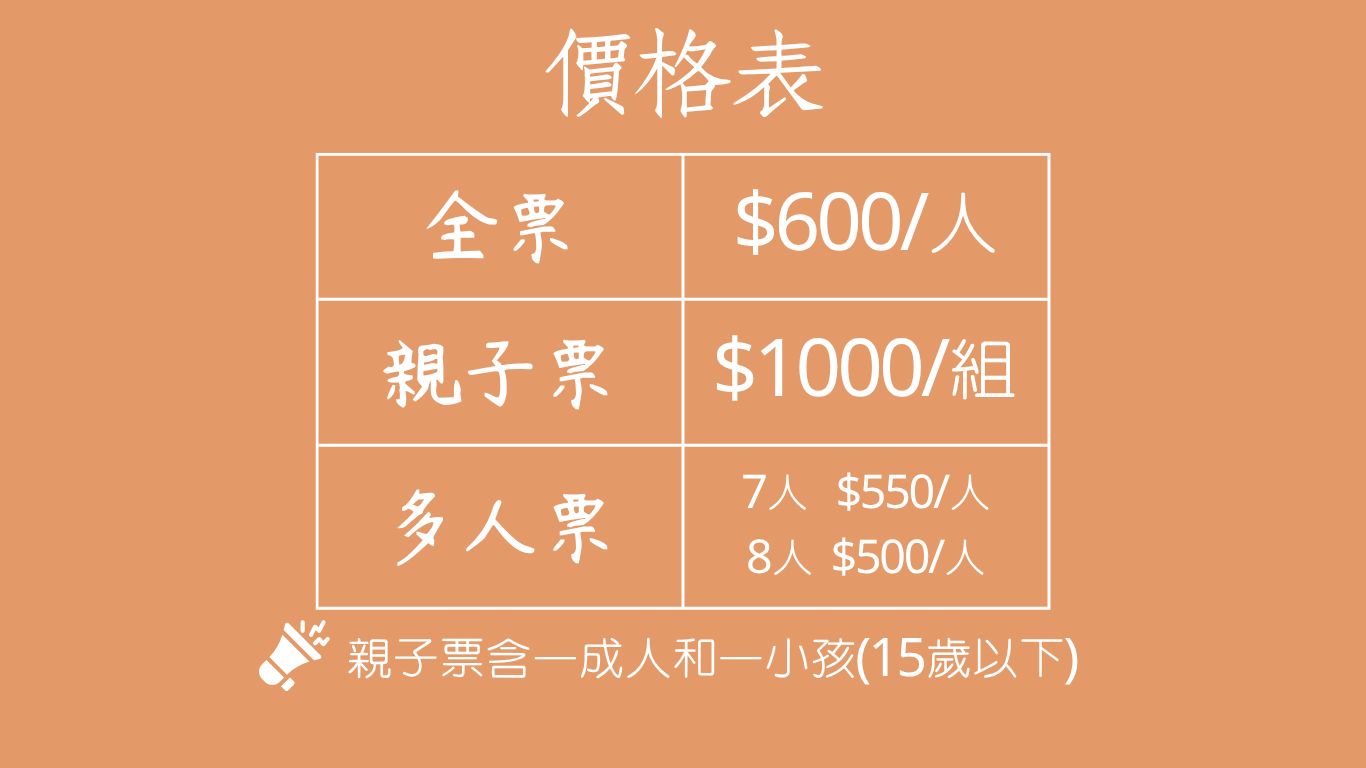 價格表
全票 $600/人
親子票 $1000/組
多人票 7人 $550/人
8人 $500/人
親子票含一成人和一小孩(15歲以下)